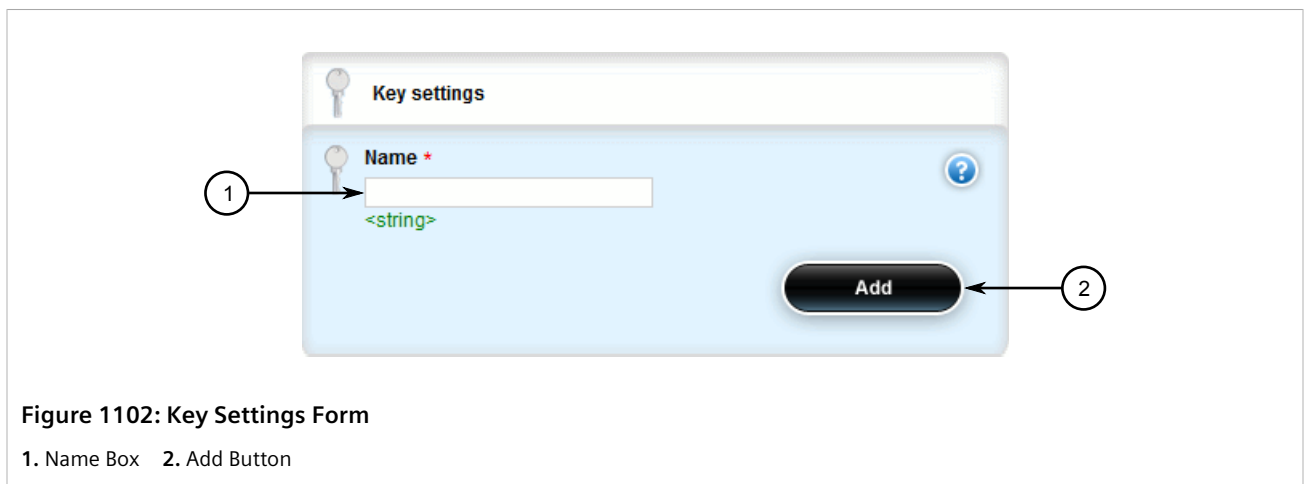 Key settings
Name *
1
<string>
?
Add
2
Figure 1102: Key Settings Form
1. Name Box 2. Add Button